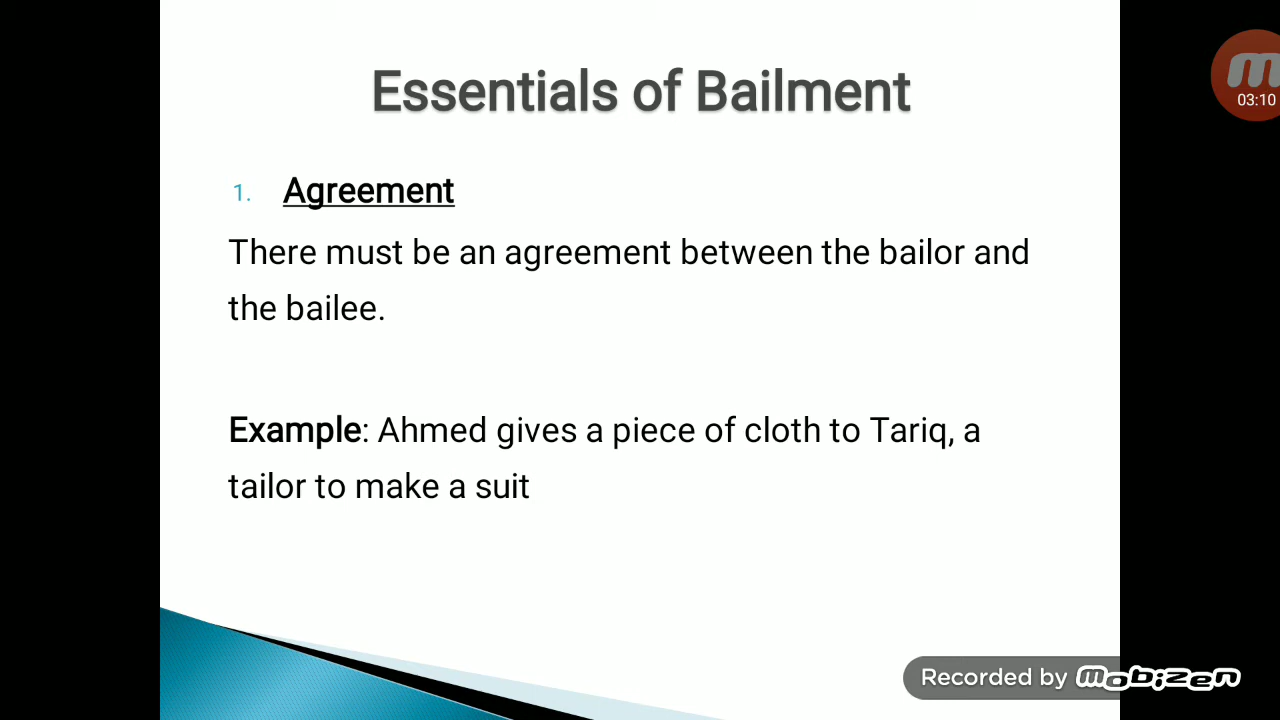 Essentials of Bailment
03:10
1. Agreement
There must be an agreement between the bailor and
the bailee.
Example: Ahmed gives a piece of cloth to Tariq, a
tailor to make a suit
Recorded by mobizen